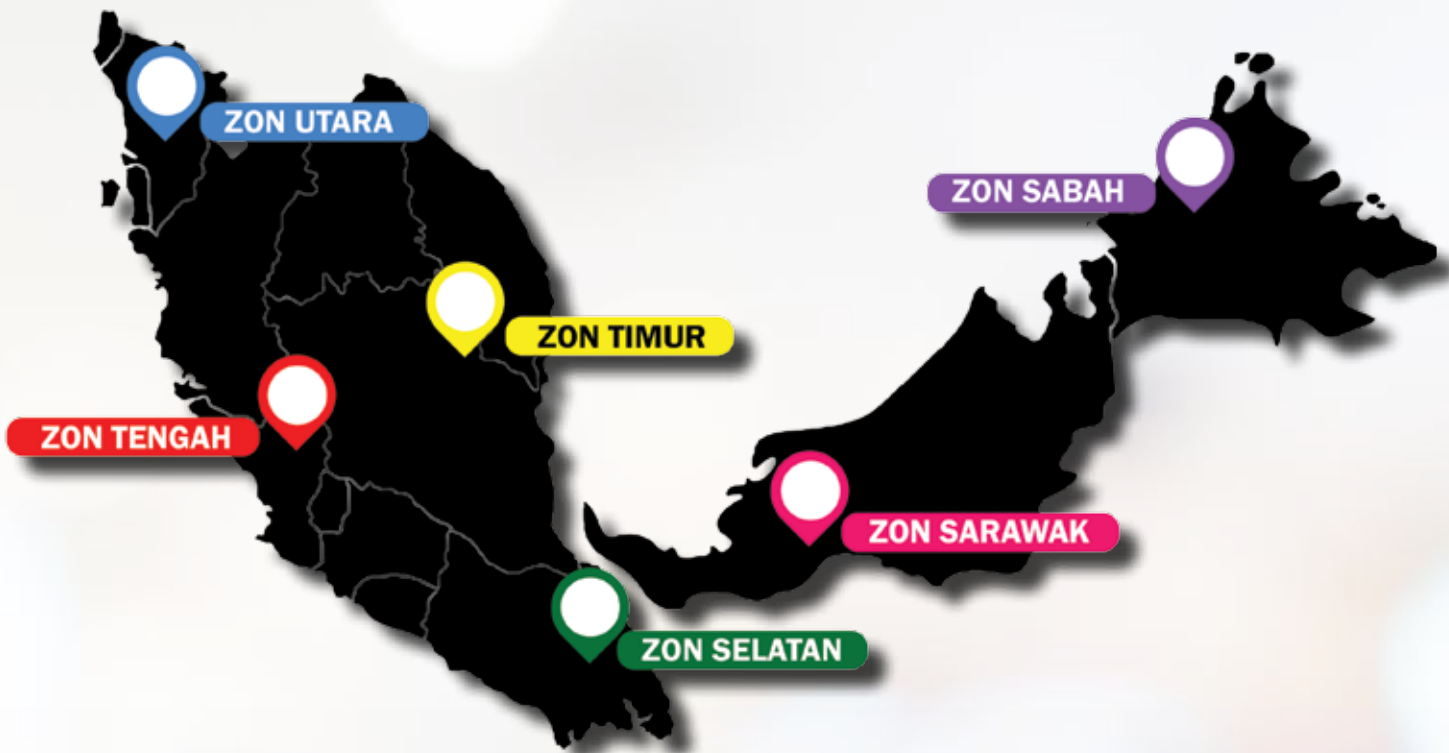 ZON UTARA
ZON SABAH
ZON TIMUR
ZON TENGAH
ZON SARAWAK
ZON SELATAN